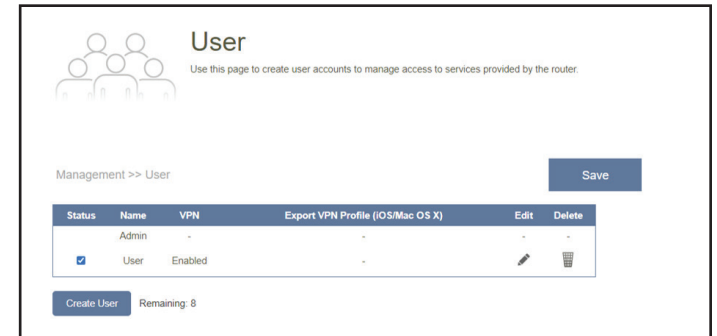 User
Use this page to create user accounts to manage access to services provided by the router.
Management >> User
Save
Status Name VPN Export VPN Profile (iOS/Mac OS X) Edit Delete
Admin - - - -
User Enabled -
Create User Remaining: 8